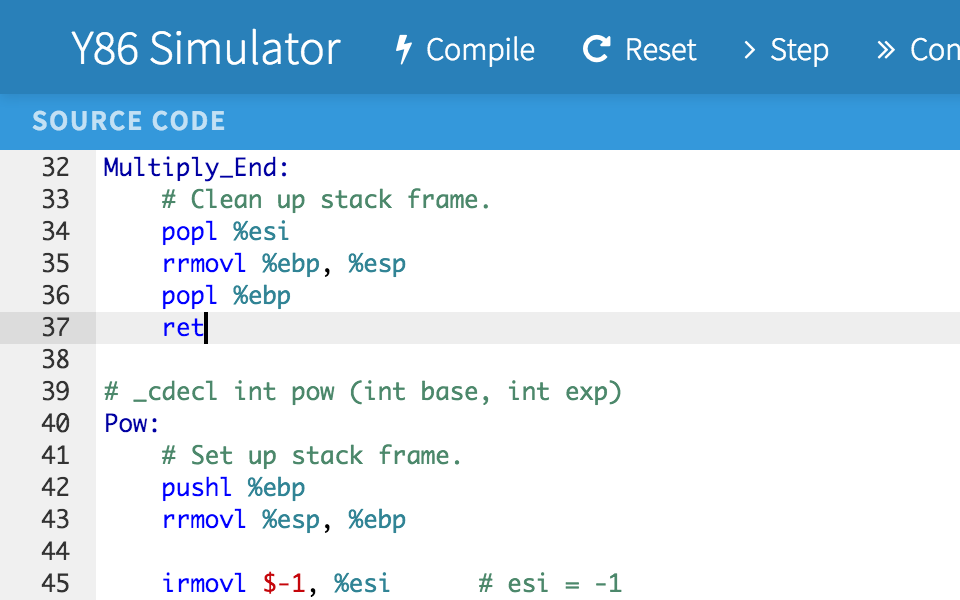 Y86 Simulator Compile Reset Step Con
SOURCE CODE
32 Multiply_End:
33     # Clean up stack frame.
34     popl %esi
35     rrmovl %ebp, %esp
36     popl %ebp
37     ret
38
39 # _cdecl int pow (int base, int exp)
40 Pow:
41     # Set up stack frame.
42     pushl %ebp
43     rrmovl %esp, %ebp
44
45     irmovl $-1, %esi      # esi = -1